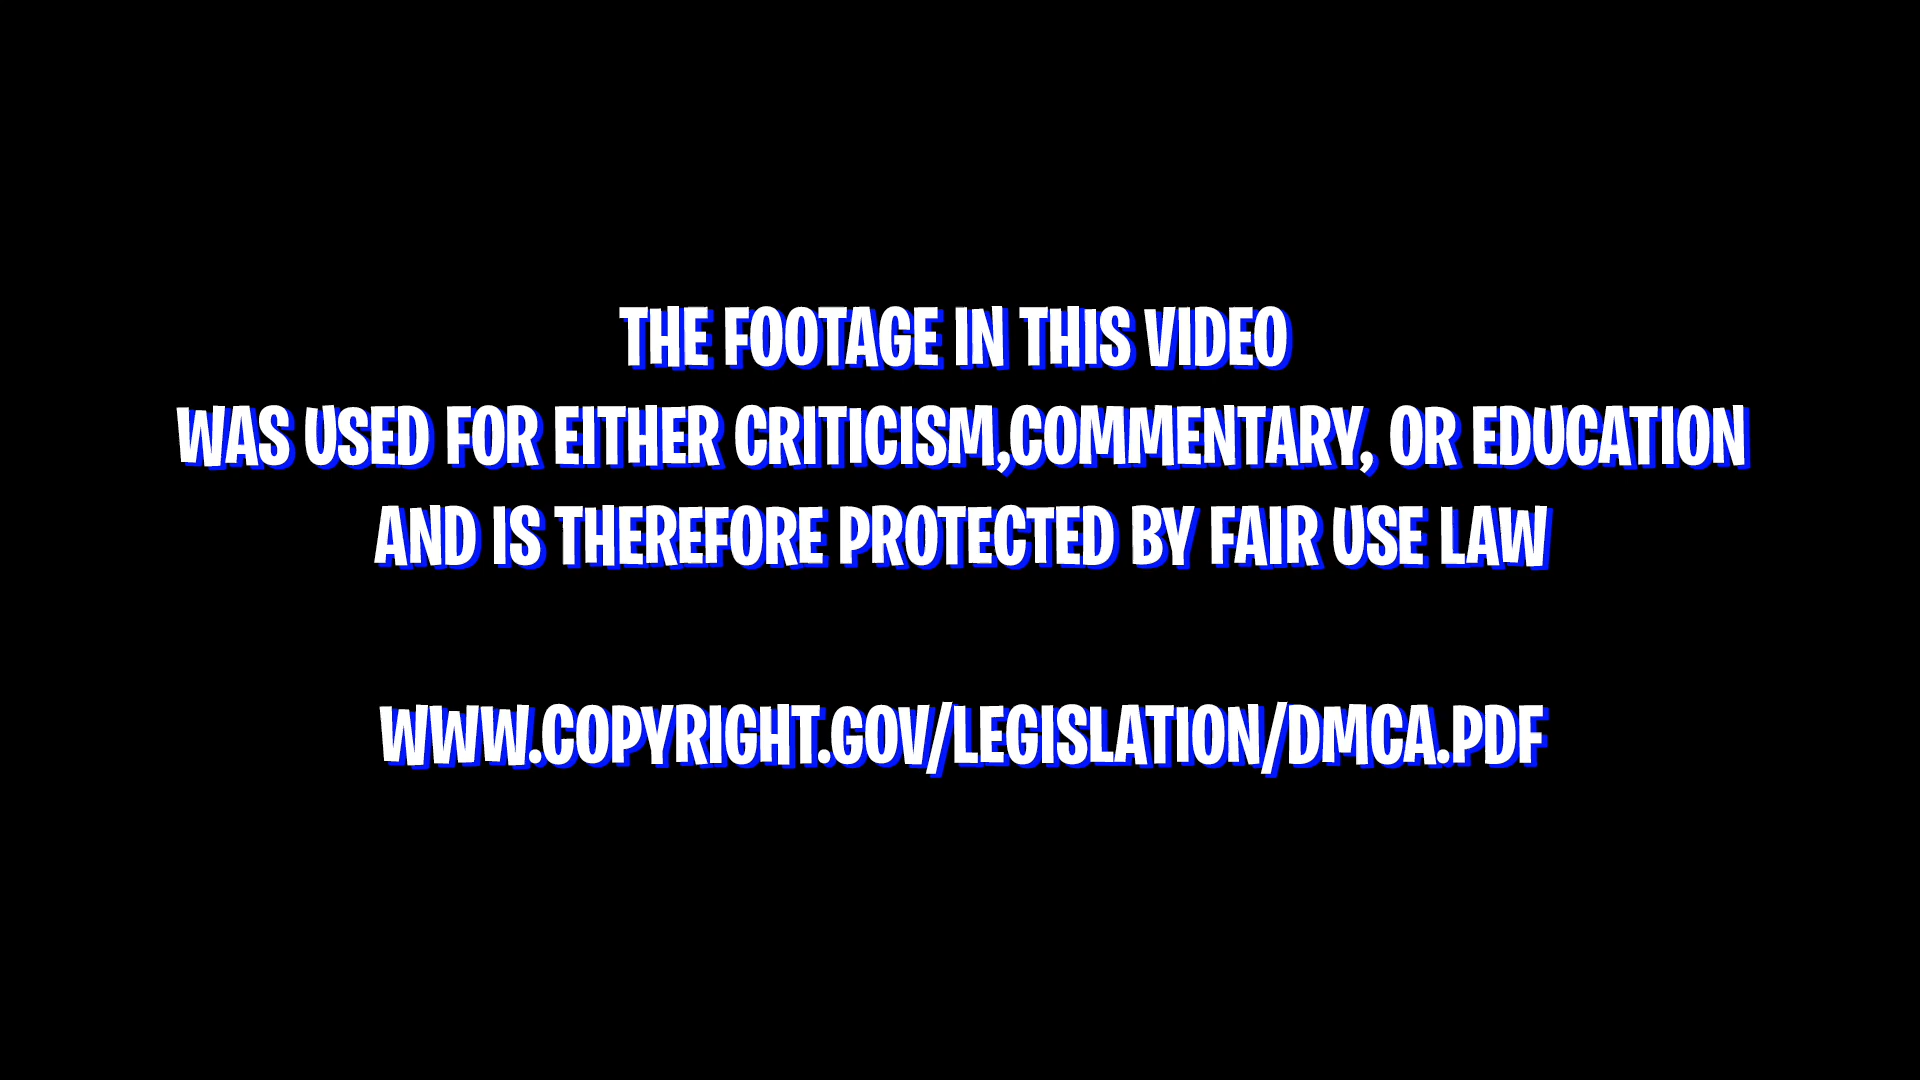 THE FOOTAGE IN THIS VIDEO
WAS USED FOR EITHER CRITICISM,COMMENTARY, OR EDUCATION
AND IS THEREFORE PROTECTED BY FAIR USE LAW
WWW.COPYRIGHT.GOV/LEGISLATION/DMCA.PDF